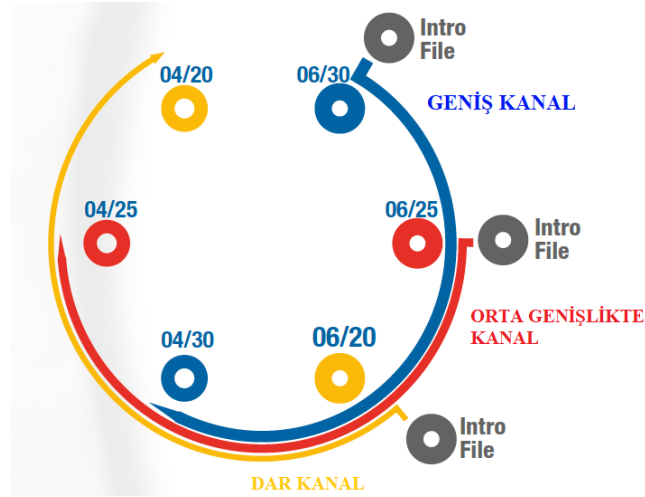 Intro
File
04/20
06/30
GENİŞ KANAL
04/25
06/25
Intro
File
ORTA GENİŞLİKTE
KANAL
04/30
06/20
Intro
File
DAR KANAL